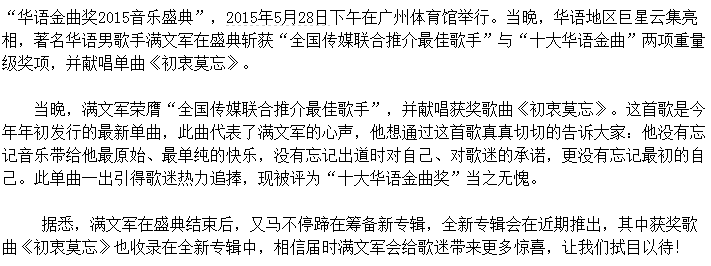 “华语金曲奖2015音乐盛典”，2015年5月28日下午在广州体育馆举行。当晚，华语地区巨星云集亮
相，著名华语男歌手满文军在盛典斩获“全国传媒联合推介最佳歌手”与“十大华语金曲”两项重量
级奖项，并献唱单曲《初衷莫忘》。
当晚，满文军荣膺“全国传媒联合推介最佳歌手”，并献唱获奖歌曲《初衷莫忘》。这首歌是今
年年初发行的最新单曲，此曲代表了满文军的心声，他想通过这首歌真真切切的告诉大家：他没有忘
记音乐带给他最原始、最单纯的快乐，没有忘记出道时对自己、对歌迷的承诺，更没有忘记最初的自
己。此单曲一出引得歌迷热力追捧，现被评为“十大华语金曲奖”当之无愧。
据悉，满文军在盛典结束后，又马不停蹄在筹备新专辑，全新专辑会在近期推出，其中获奖歌
曲《初衷莫忘》也收录在全新专辑中，相信届时满文军会给歌迷带来更多惊喜，让我们拭目以待!